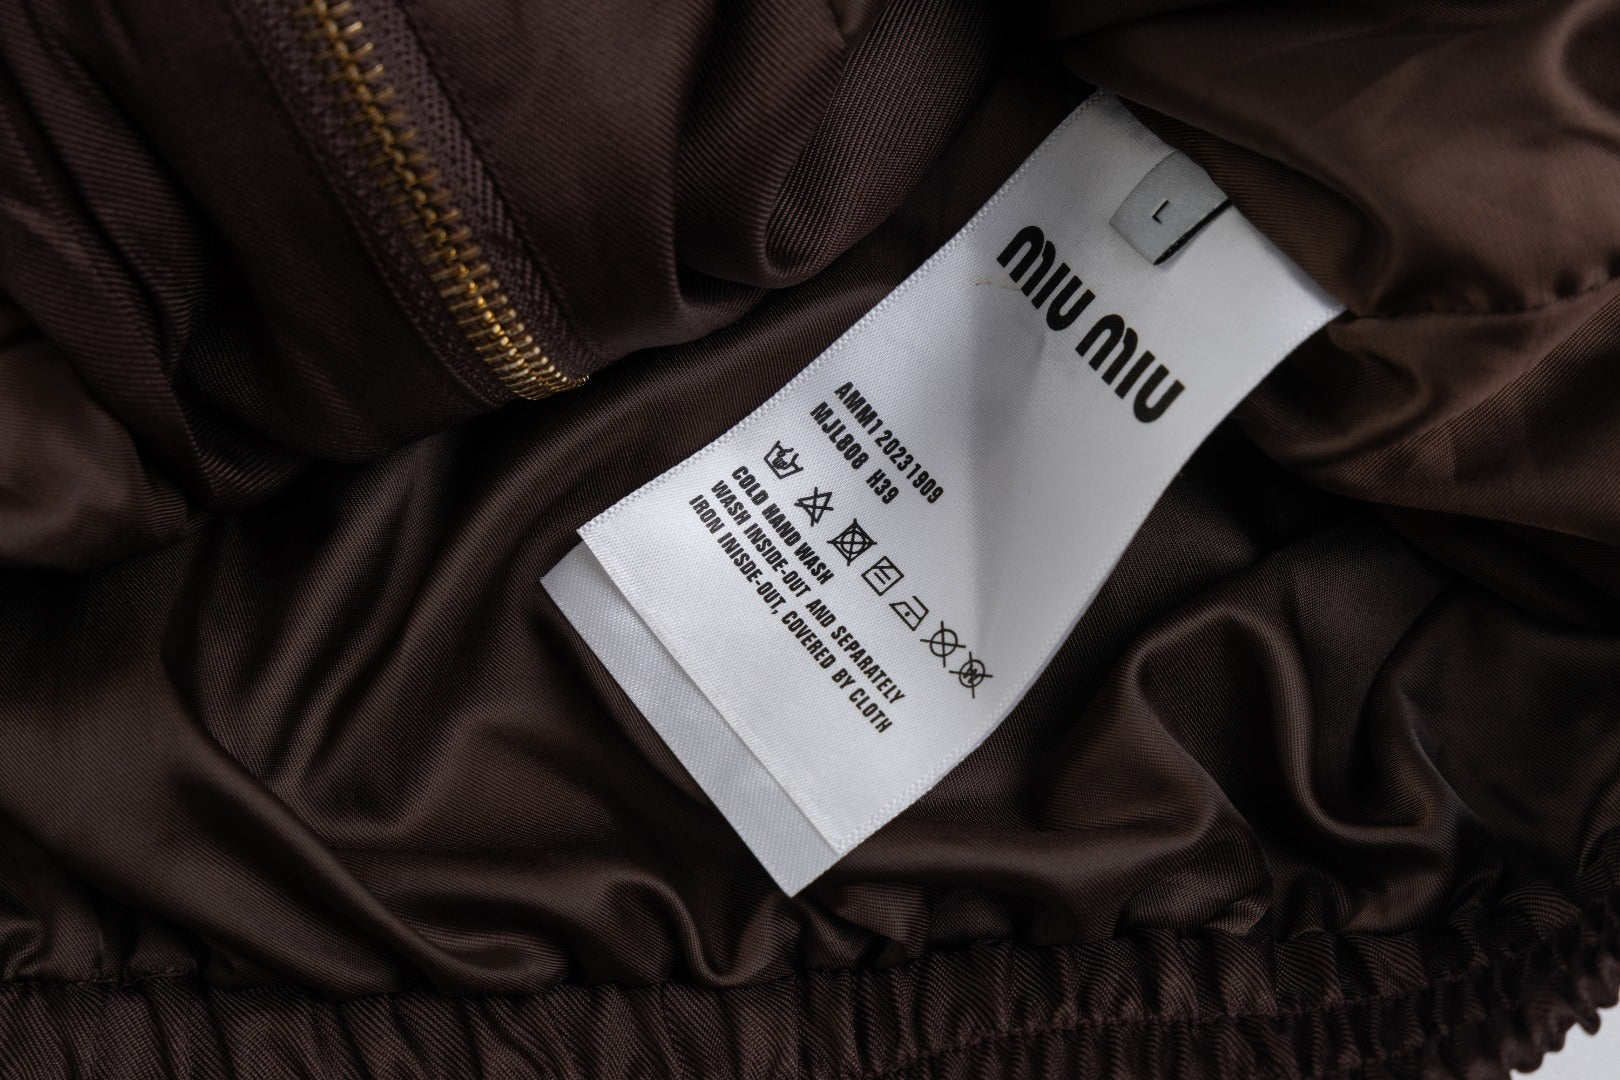 L
MIU MIU
AMM1 20231909
MJL808 H39
COLD HAND WASH
WASH INSIDE-OUT AND SEPARATELY
IRON INISDE-OUT, COVERED BY CLOTH